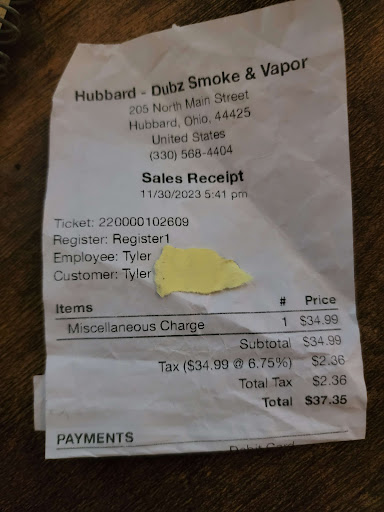 Hubbard - Dubz Smoke & Vapor
205 North Main Street
Hubbard, Ohio, 44425
United States
(330) 568-4404
Sales Receipt
11/30/2023 5:41 pm
Ticket: 220000102609
Register: Register1
Employee: Tyler
Customer: Tyler
Items # Price
Miscellaneous Charge 1 $34.99
Subtotal $34.99
Tax ($34.99 @ 6.75%) $2.36
Total Tax $2.36
Total $37.35
PAYMENTS
Debit Card